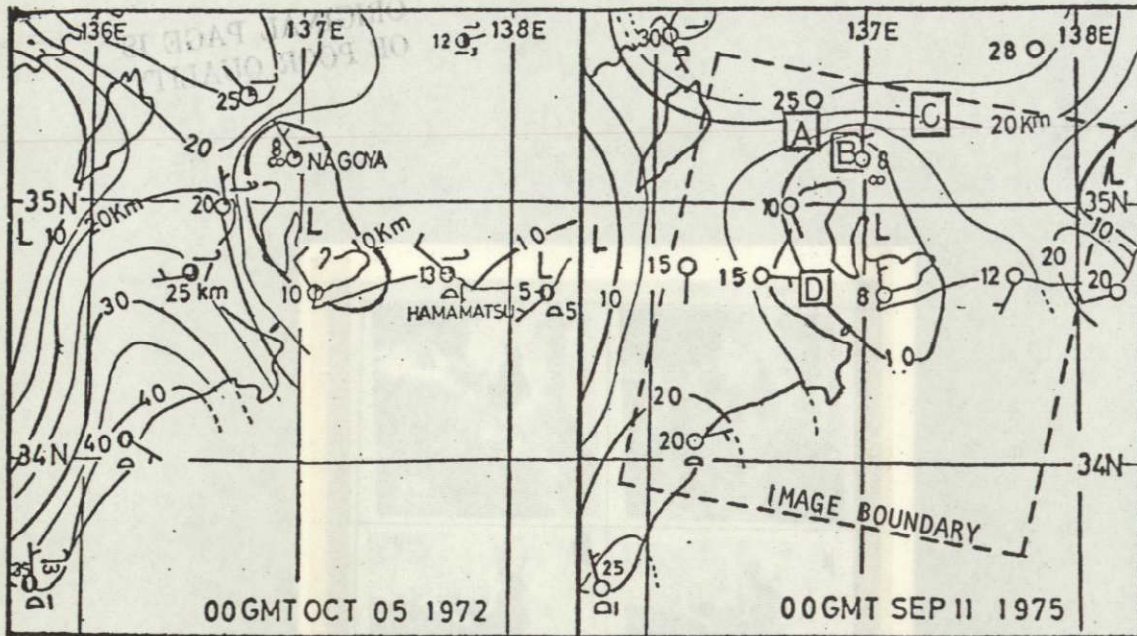 ORIGINAL PAGE IS
OF POOR QUALITY
136E 137E 138E
12
25
20
8
NAGOYA
35N
20
20Km
L
10
L
10Km
25 km
10
13
10
L
5
5
HAMAMATSU
30
40
40
34N
35
00GMT OCT 05 1972
30
137E
28
138E
25
A
C
20Km
B
8
L
35N
10
L
L
10
15
15
D
8
12
20
20
10
10
20
20
34N
IMAGE BOUNDARY
25
00GMT SEP 11 1975